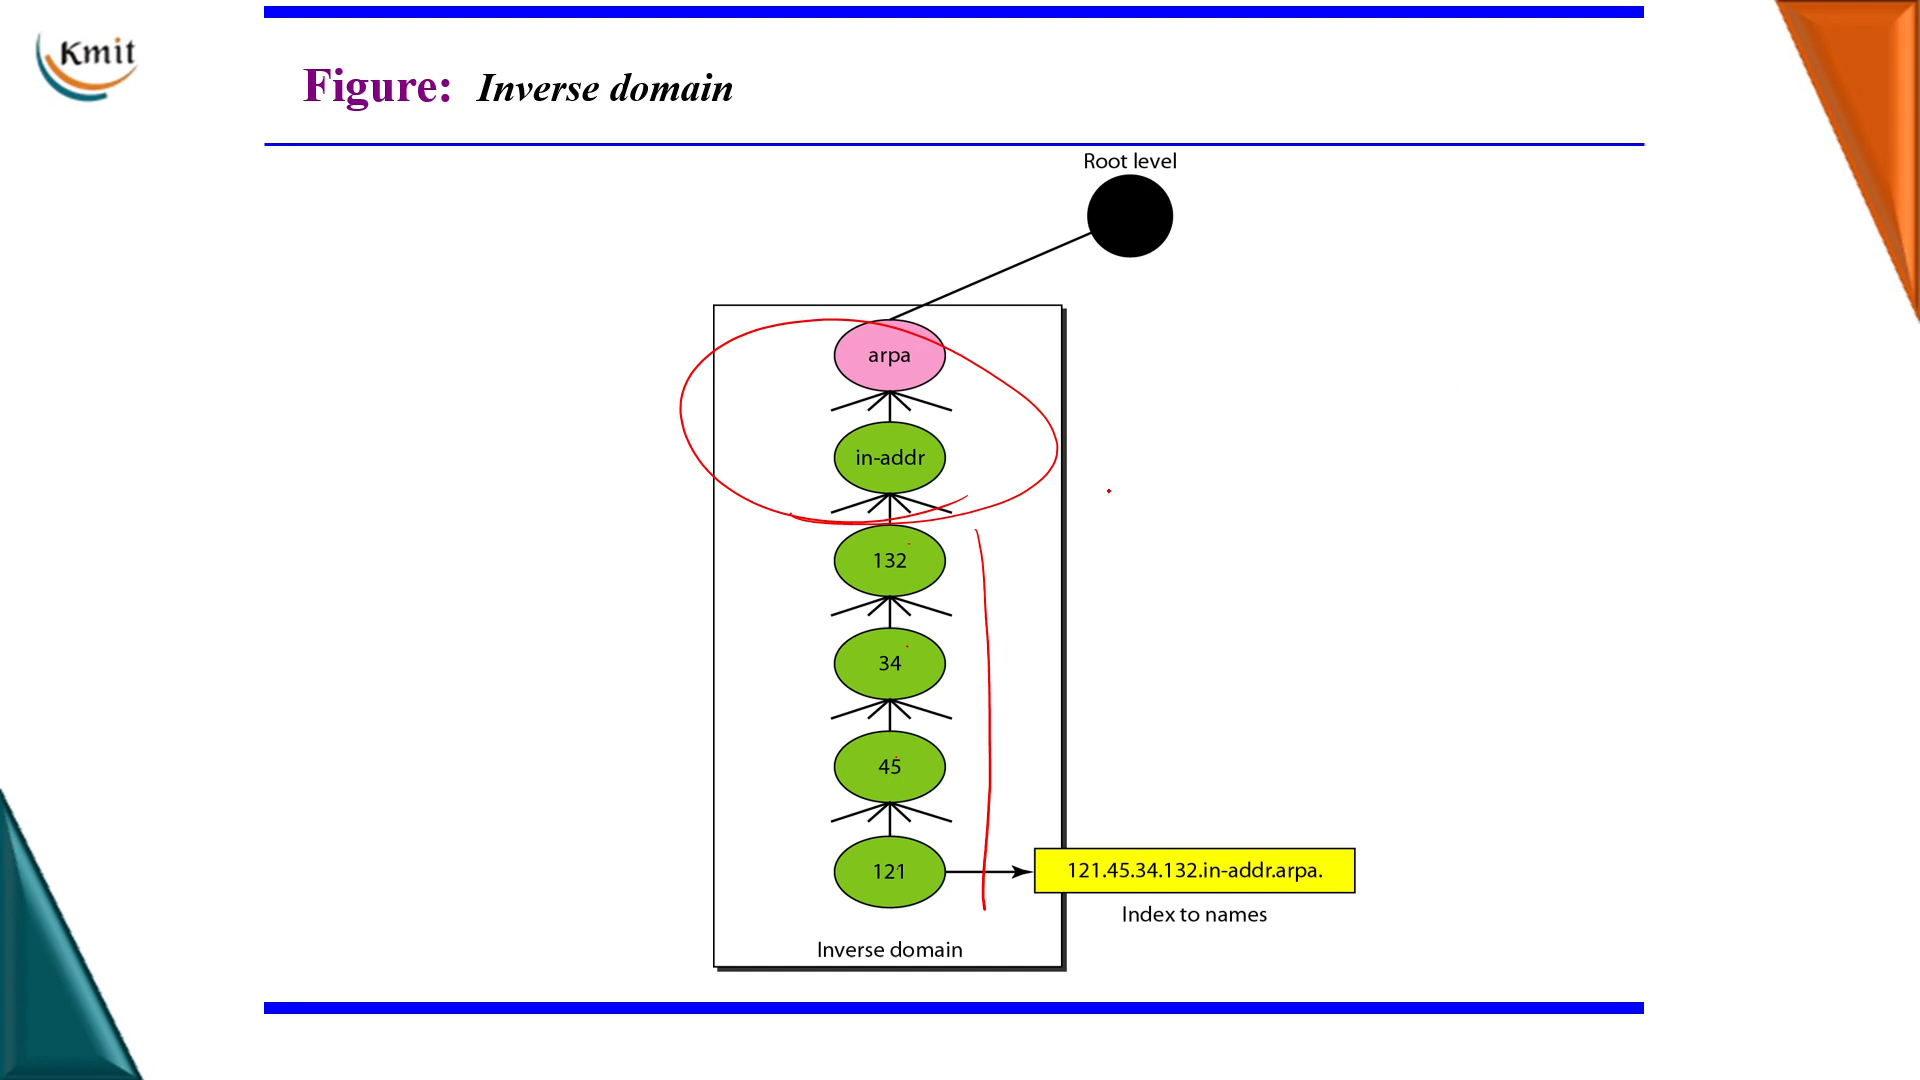 Kmit
Figure: Inverse domain
Root level
arpa
in-addr
132
34
45
121
121.45.34.132.in-addr.arpa.
Index to names
Inverse domain